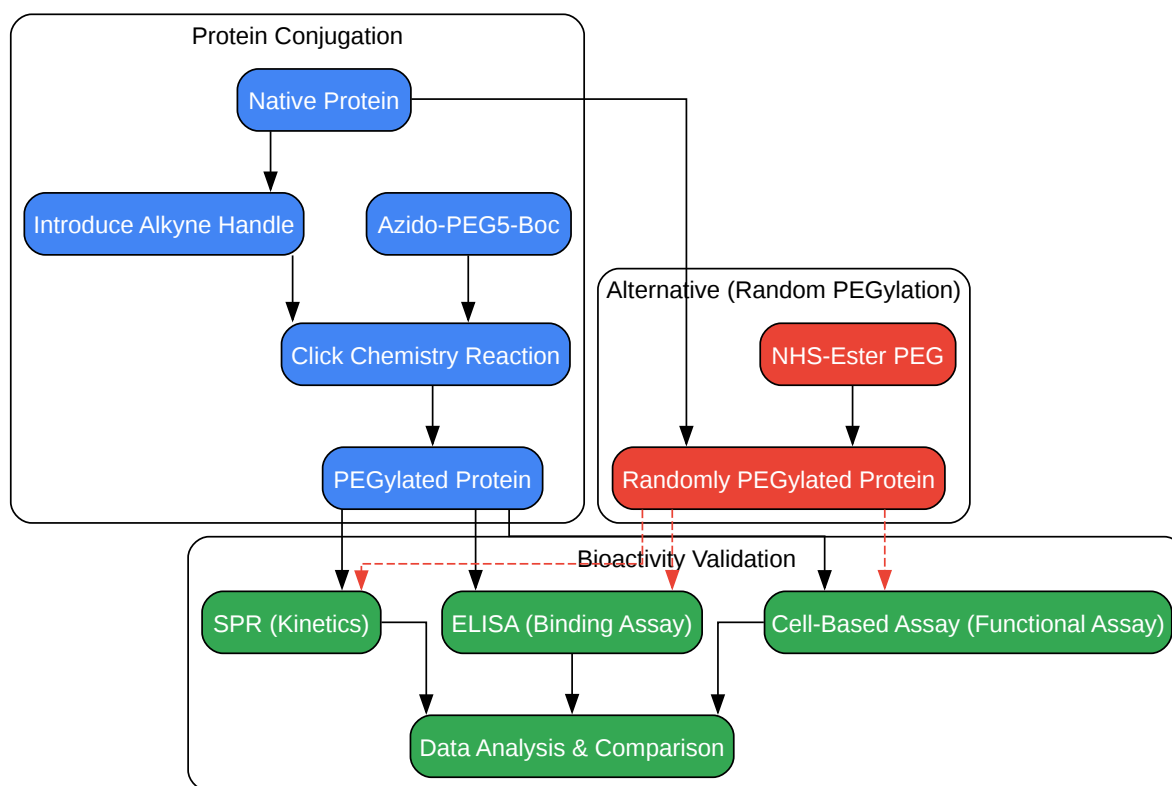 Protein Conjugation
Native Protein
Introduce Alkyne Handle
Azido-PEG5-Boc
Click Chemistry Reaction
PEGylated Protein
Alternative (Random PEGylation)
NHS-Ester PEG
Randomly PEGylated Protein
Bioactivity Validation
SPR (Kinetics)
ELISA (Binding Assay)
Cell-Based Assay (Functional Assay)
Data Analysis & Comparison